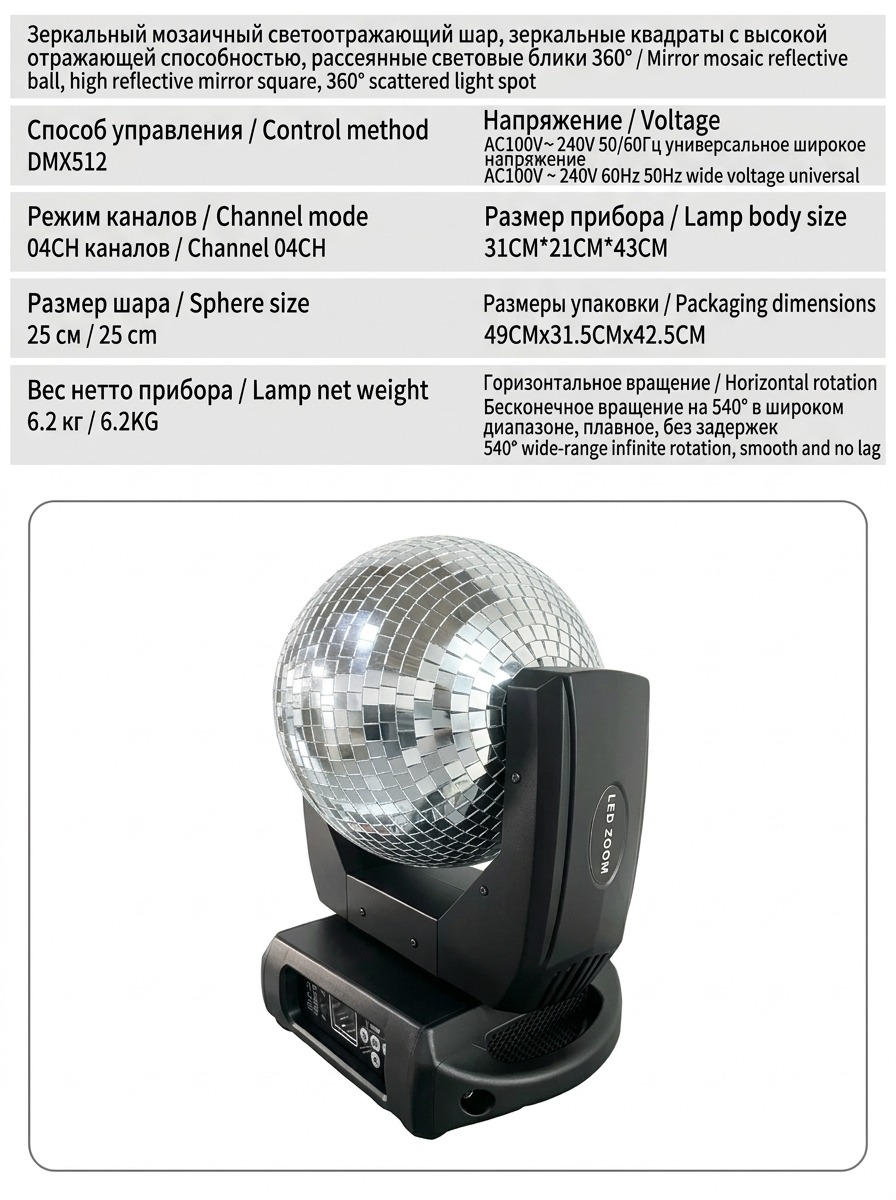 Зеркальный мозаичный светоотражающий шар, зеркальные квадраты с высокой
отражающей способностью, рассеянные световые блики 360° / Mirror mosaic reflective
ball, high reflective mirror square, 360° scattered light spot
Способ управления / Control method
DMX512
Напряжение / Voltage
AC100V~ 240V 50/60Гц универсальное широкое
напряжение
AC100V ~ 240V 60Hz 50Hz wide voltage universal
Режим каналов / Channel mode
04CH каналов / Channel 04CH
Размер прибора / Lamp body size
31CM*21CM*43CM
Размер шара / Sphere size
25 см / 25 cm
Размеры упаковки / Packaging dimensions
49CMx31.5CMx42.5CM
Вес нетто прибора / Lamp net weight
6.2 кг / 6.2KG
Горизонтальное вращение / Horizontal rotation
Бесконечное вращение на 540° в широком
диапазоне, плавное, без задержек
540° wide-range infinite rotation, smooth and no lag
LED ZOOM